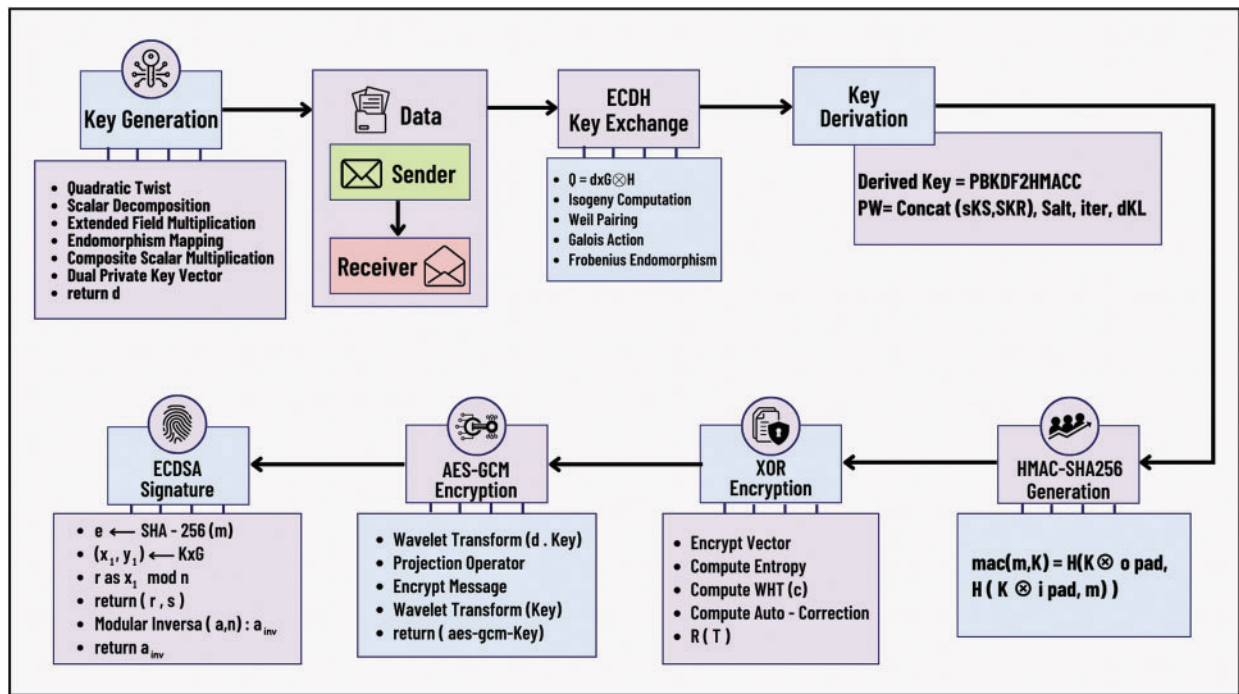 Key Generation
• Quadratic Twist
• Scalar Decomposition
• Extended Field Multiplication
• Endomorphism Mapping
• Composite Scalar Multiplication
• Dual Private Key Vector
• return d
Data
Sender
Receiver
ECDH
Key Exchange
• Q = dxG⊗H
• Isogeny Computation
• Weil Pairing
• Galois Action
• Frobenius Endomorphism
Key
Derivation
Derived Key = PBKDF2HMACC
PW= Concat (sKS,SKR), Salt, iter, dKL
ECDSA
Signature
• e ⟵ SHA - 256 (m)
• (x₁, y₁) ⟵ KxG
• r as x₁ mod n
• return ( r , s )
• Modular Inversa ( a,n) : a_inv
• return a_inv
AES-GCM
Encryption
• Wavelet Transform (d . Key)
• Projection Operator
• Encrypt Message
• Wavelet Transform (Key)
• return ( aes-gcm-Key)
XOR
Encryption
• Encrypt Vector
• Compute Entropy
• Compute WHT (c)
• Compute Auto - Correction
• R ( T )
HMAC-SHA256
Generation
mac(m,K) = H(K ⊗ o pad,
H ( K ⊗ i pad, m) )